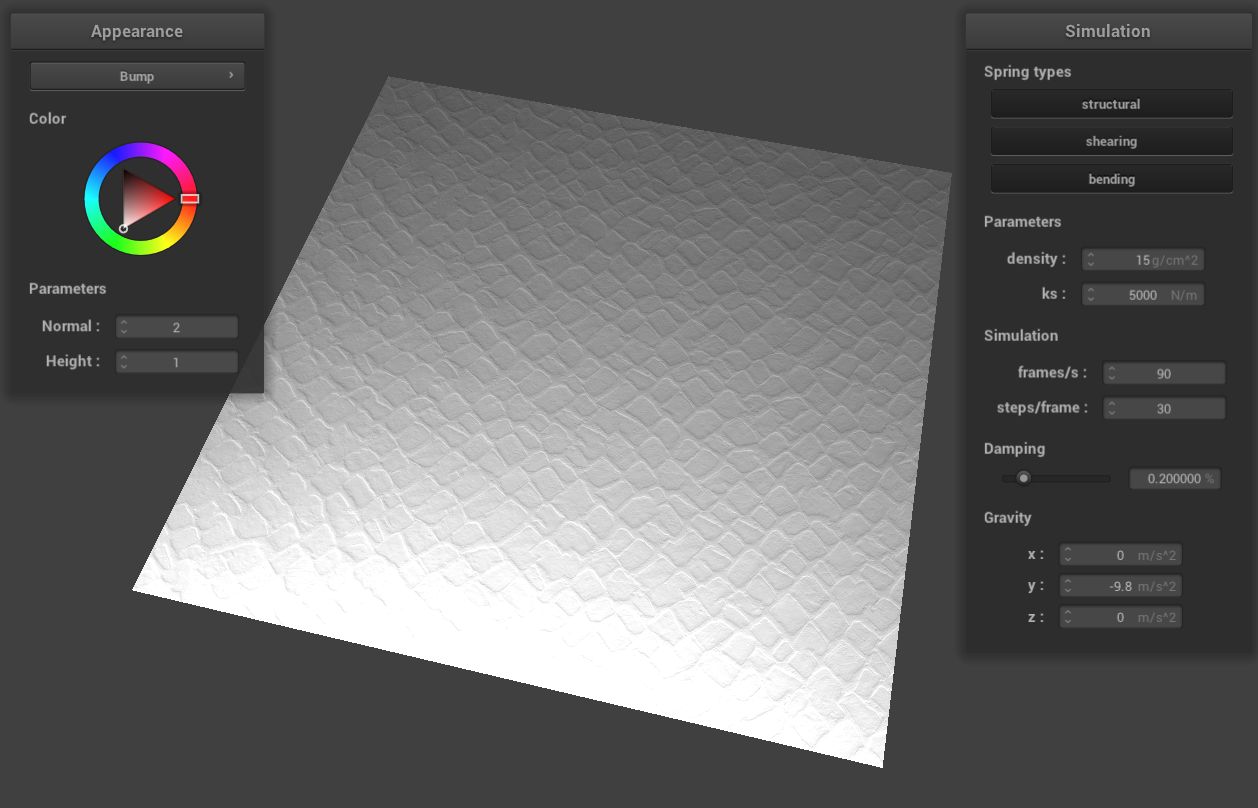 Appearance
Bump ›
Color
Parameters
Normal : 2
Height : 1
Simulation
Spring types
structural
shearing
bending
Parameters
density : 15 g/cm^2
ks : 5000 N/m
Simulation
frames/s : 90
steps/frame : 30
Damping
0.200000 %
Gravity
x : 0 m/s^2
y : -9.8 m/s^2
z : 0 m/s^2